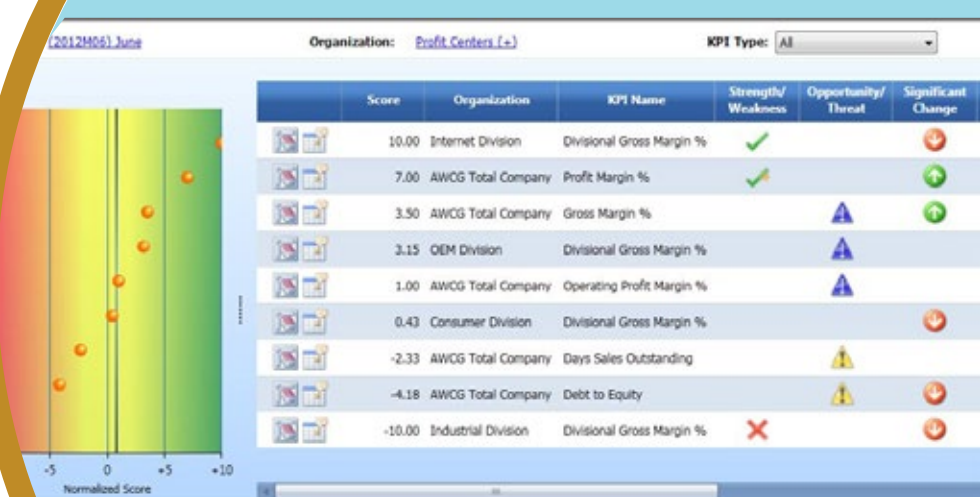 (2012M06) June Organization: Profit Centers (+) KPI Type: All
Score Organization KPI Name Strength/ Weakness Opportunity/ Threat Significant Change
10.00 Internet Division Divisional Gross Margin %
7.00 AWCG Total Company Profit Margin %
3.50 AWCG Total Company Gross Margin %
3.15 OEM Division Divisional Gross Margin %
1.00 AWCG Total Company Operating Profit Margin %
0.43 Consumer Division Divisional Gross Margin %
-2.33 AWCG Total Company Days Sales Outstanding
-4.18 AWCG Total Company Debt to Equity
-10.00 Industrial Division Divisional Gross Margin %
-5 0 +5 +10
Normalized Score